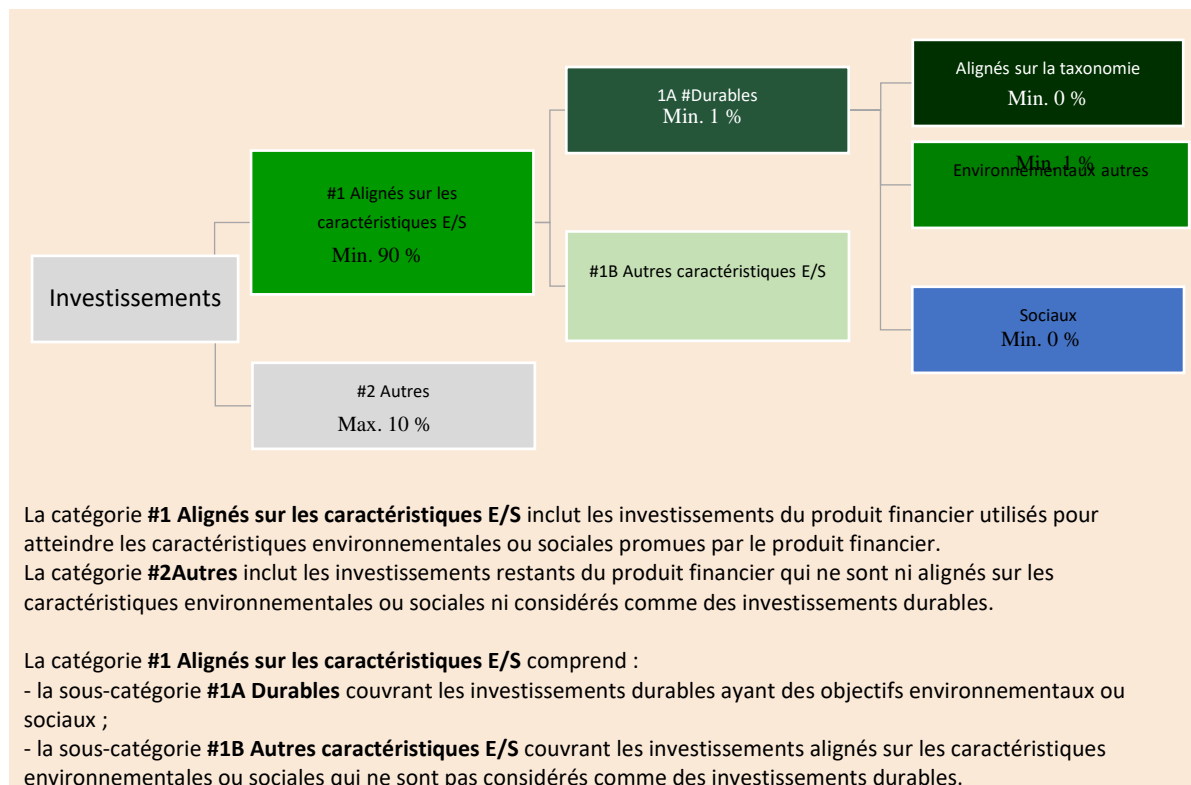 Alignés sur la taxonomie
Min. 0 %
1A #Durables
Min. 1 %
Min. 1 %
Environnementaux autres
#1 Alignés sur les
caractéristiques E/S
Min. 90 %
#1B Autres caractéristiques E/S
Investissements
Sociaux
Min. 0 %
#2 Autres
Max. 10 %
La catégorie #1 Alignés sur les caractéristiques E/S inclut les investissements du produit financier utilisés pour
atteindre les caractéristiques environnementales ou sociales promues par le produit financier.
La catégorie #2Autres inclut les investissements restants du produit financier qui ne sont ni alignés sur les
caractéristiques environnementales ou sociales ni considérés comme des investissements durables.
La catégorie #1 Alignés sur les caractéristiques E/S comprend :
- la sous-catégorie #1A Durables couvrant les investissements durables ayant des objectifs environnementaux ou
sociaux ;
- la sous-catégorie #1B Autres caractéristiques E/S couvrant les investissements alignés sur les caractéristiques
environnementales ou sociales qui ne sont pas considérés comme des investissements durables.